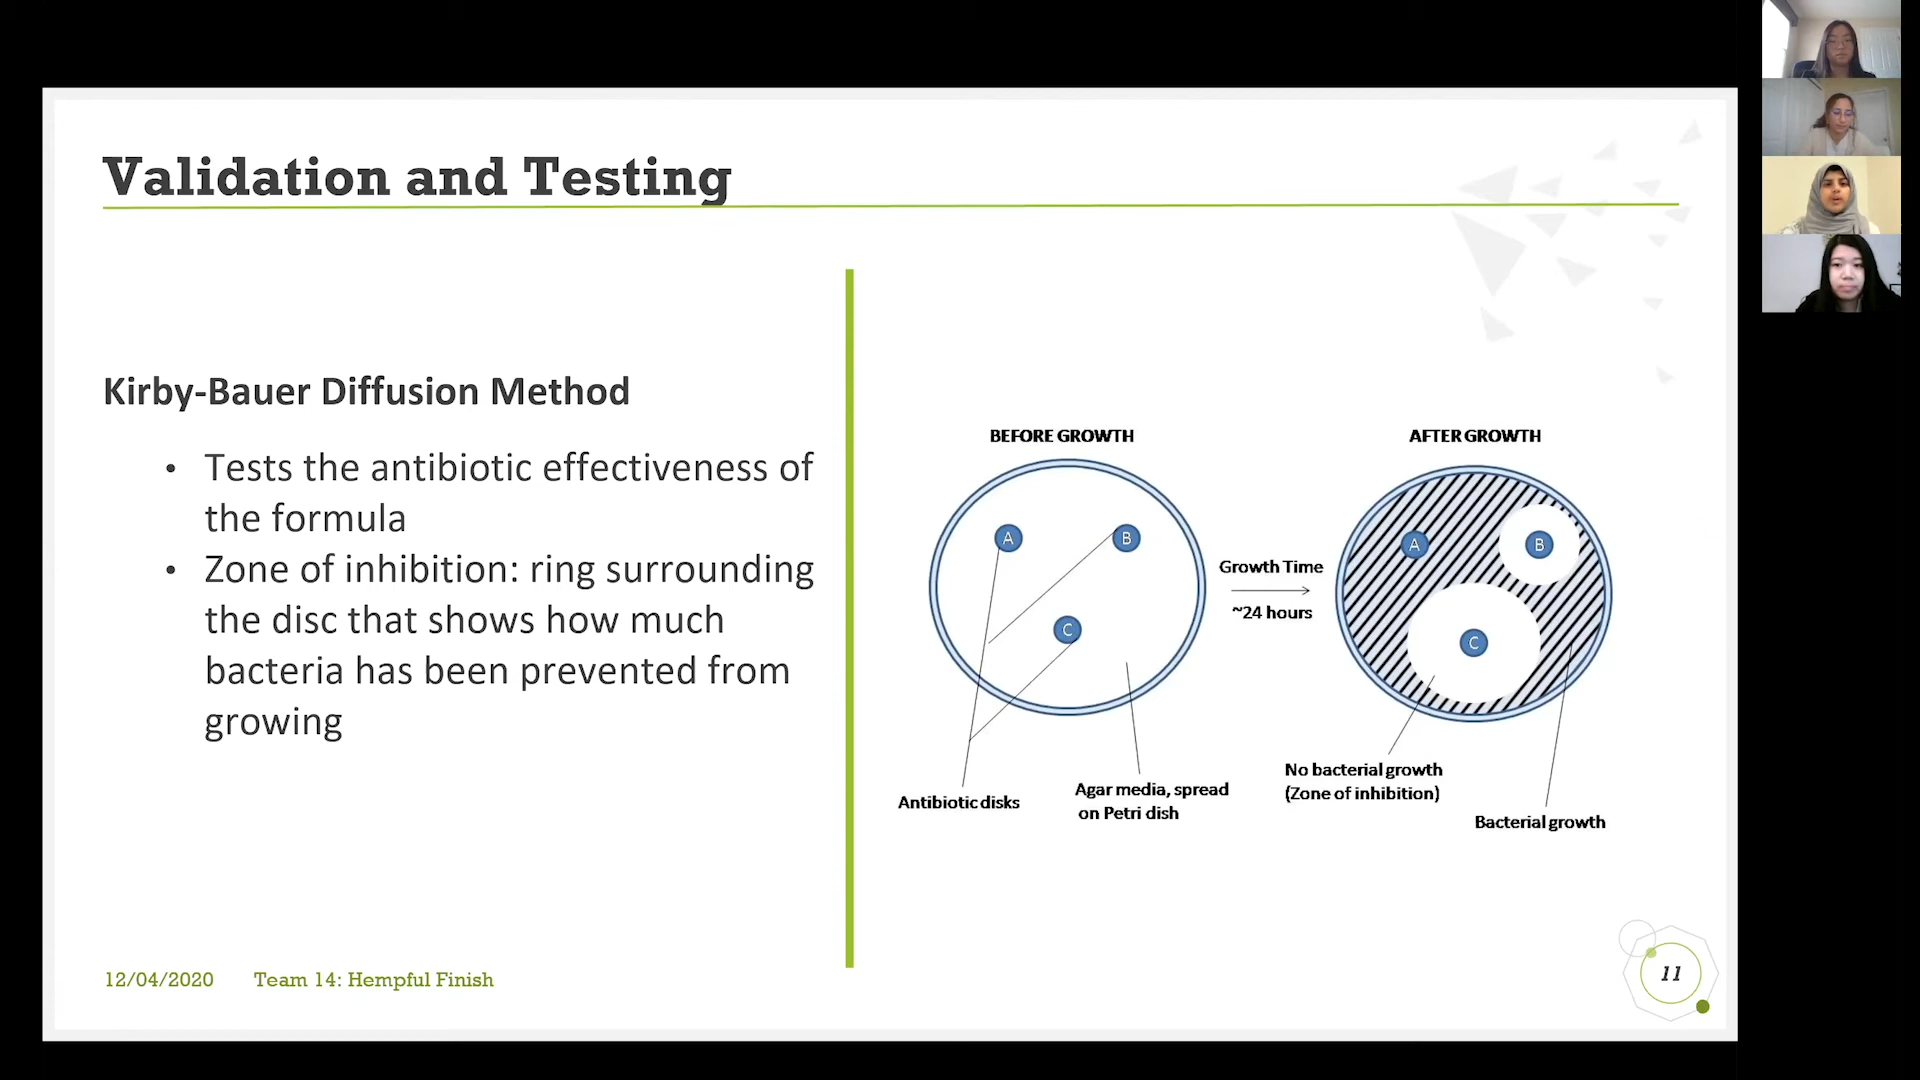 Validation and Testing
Kirby-Bauer Diffusion Method
• Tests the antibiotic effectiveness of
the formula
• Zone of inhibition: ring surrounding
the disc that shows how much
bacteria has been prevented from
growing
BEFORE GROWTH
A
B
C
Antibiotic disks
Agar media, spread
on Petri dish
Growth Time
~24 hours
AFTER GROWTH
A
B
C
No bacterial growth
(Zone of inhibition)
Bacterial growth
12/04/2020
Team 14: Hempful Finish
11